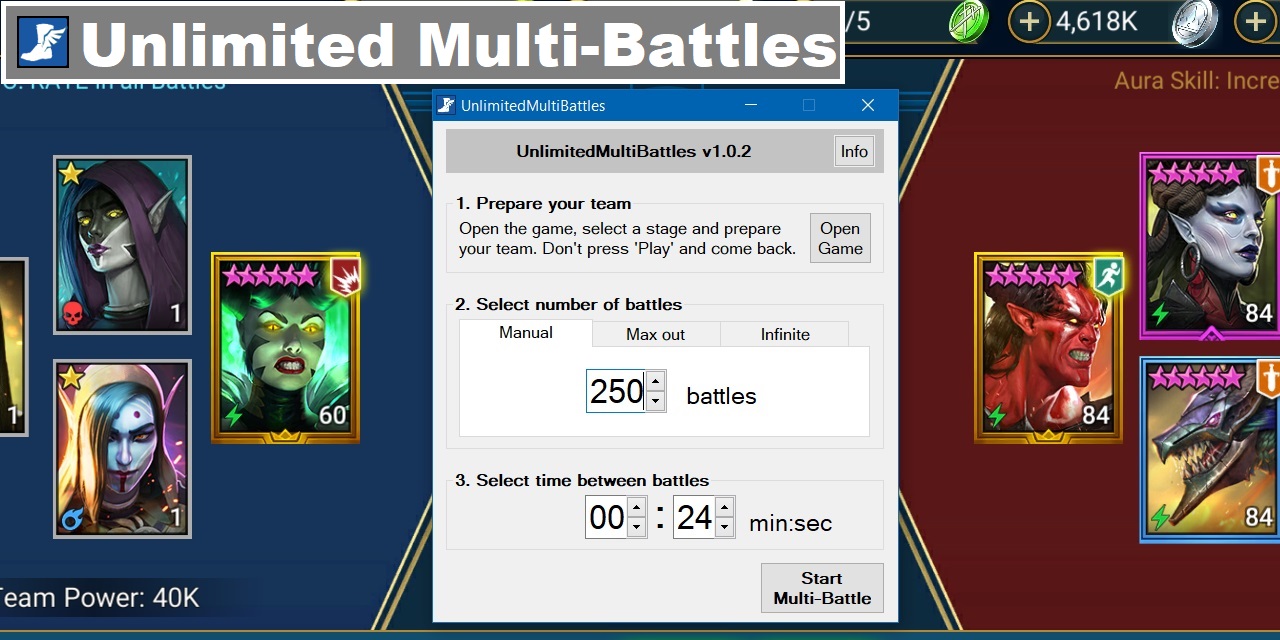 Unlimited Multi-Battles
/5
4,618K
RATE in all Battles
Aura Skill: Incre
UnlimitedMultiBattles
UnlimitedMultiBattles v1.0.2
Info
1. Prepare your team
Open the game, select a stage and prepare
your team. Don't press 'Play' and come back.
Open
Game
2. Select number of battles
Manual
Max out
Infinite
250
battles
3. Select time between battles
00 : 24 min:sec
Start
Multi-Battle
1
1
1
60
84
84
84
Team Power: 40K